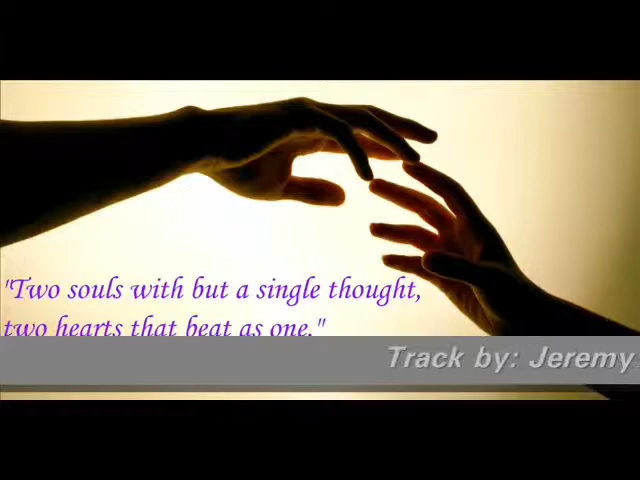 "Two souls with but a single thought,
two hearts that beat as one."
Track by: Jeremy